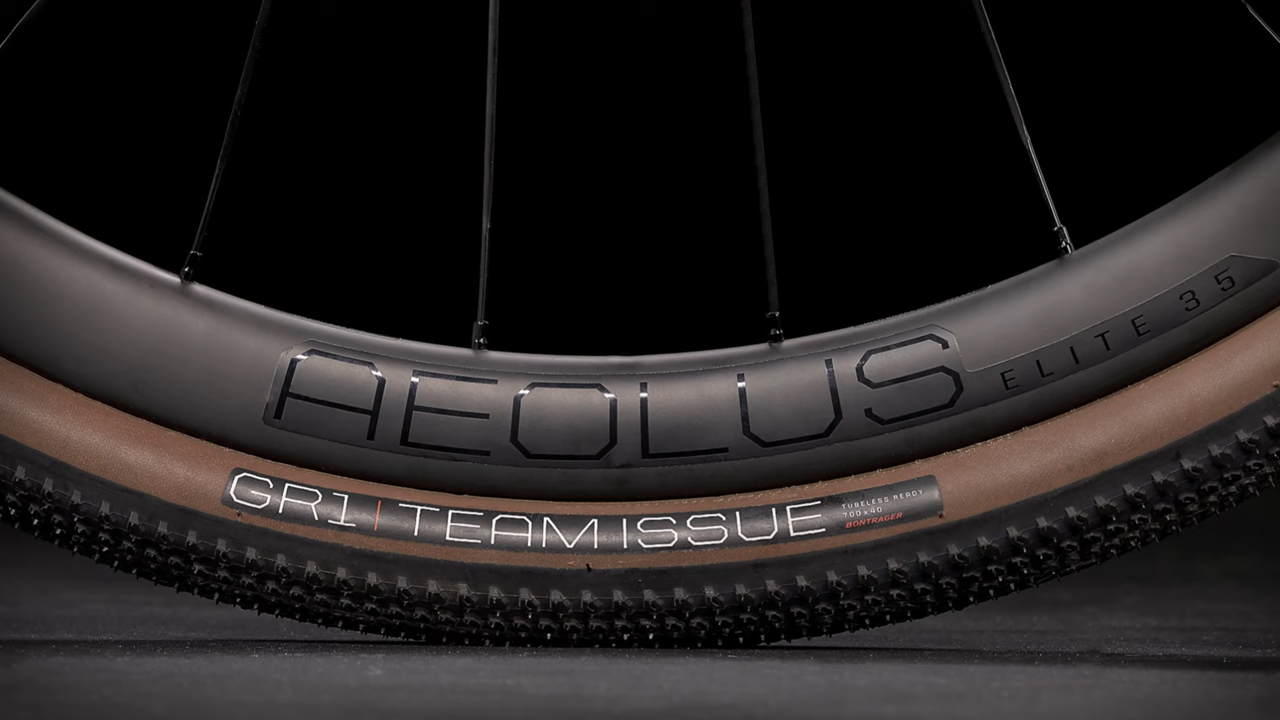 AEOLUS
ELITE 35
GR1 | TEAM ISSUE
TUBELESS READY
700x40
BONTRAGER